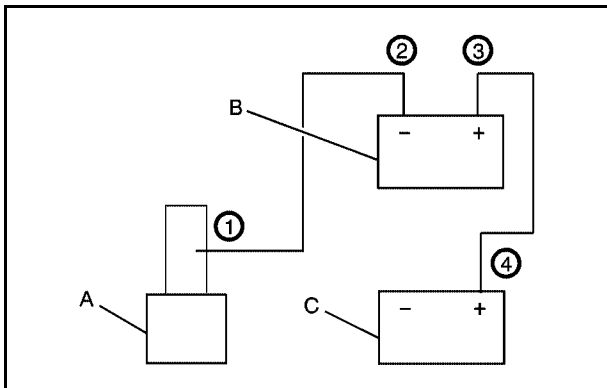 ② ③
B
− +
①
④
A
C
− +